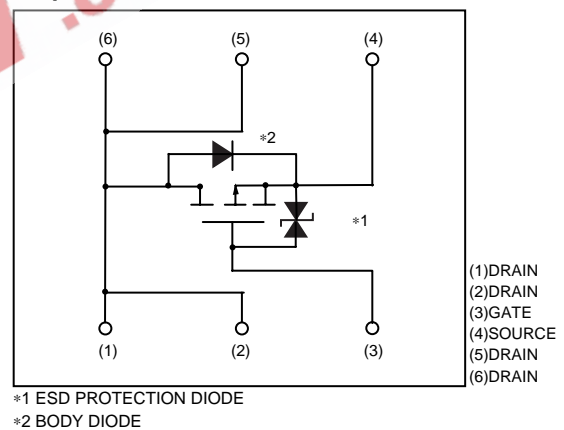 (6) (5) (4)
∗2
∗1
(1) (2) (3)
(1)DRAIN
(2)DRAIN
(3)GATE
(4)SOURCE
(5)DRAIN
(6)DRAIN
∗1 ESD PROTECTION DIODE
∗2 BODY DIODE